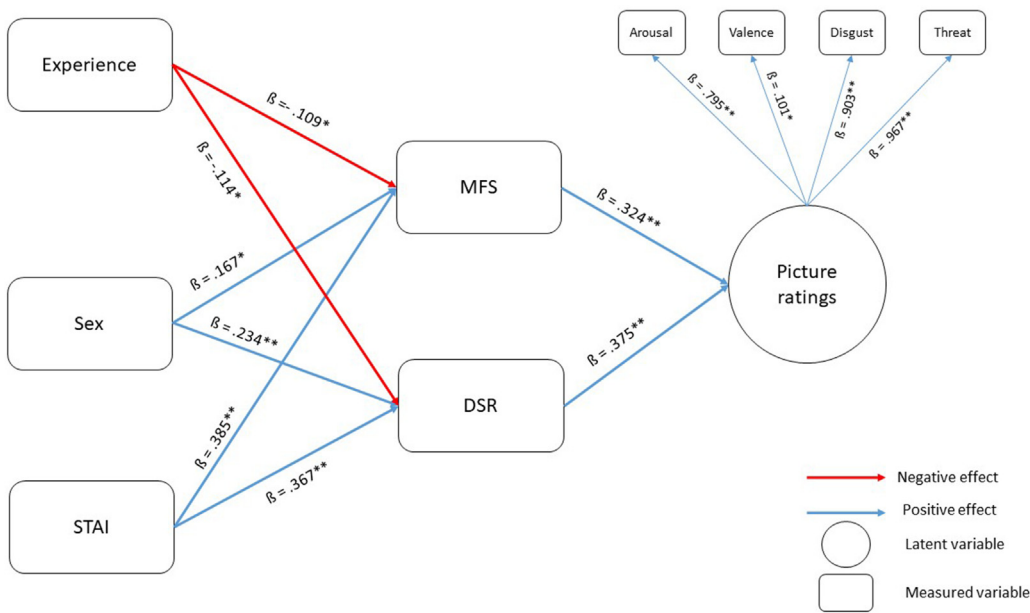 Experience
Arousal
Valence
Disgust
Threat
ß = .795**
ß = .101*
ß = .903**
ß = .967**
ß =- .109*
ß = -.114*
MFS
ß = .324**
ß = .167*
Picture
ratings
Sex
ß = .234**
ß = .375**
DSR
ß = .385**
ß = .367**
STAI
Negative effect
Positive effect
Latent variable
Measured variable